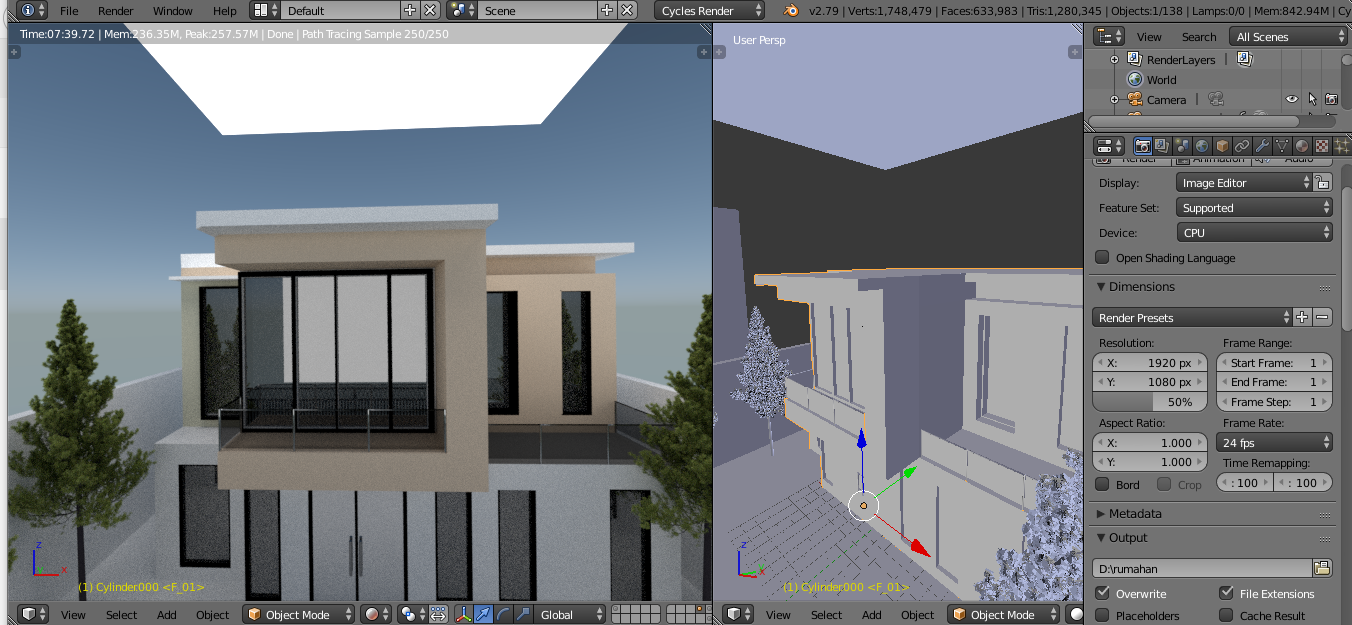 File Render Window Help Default Scene Cycles Render v2.79 | Verts:1,748,479 | Faces:633,983 | Tris:1,280,345 | Objects:1/138 | Lamps:0/0 | Mem:842.94M | Cy
Time:07:39.72 | Mem:236.35M, Peak:257.57M | Done | Path Tracing Sample 250/250
User Persp
View Search All Scenes
RenderLayers
World
Camera
Render Animation Audio
Display: Image Editor
Feature Set: Supported
Device: CPU
Open Shading Language
Dimensions
Render Presets
Resolution: Frame Range:
X: 1920 px Start Frame: 1
Y: 1080 px End Frame: 1
50% Frame Step: 1
Aspect Ratio: Frame Rate:
X: 1.000 24 fps
Y: 1.000 Time Remapping:
Bord Crop : 100 : 100
Metadata
Output
D:\rumahan
Overwrite File Extensions
Placeholders Cache Result
z
x
(1) Cylinder.000 <F_01>
z
x
(1) Cylinder.000 <F_01>
View Select Add Object Object Mode Global
View Select Add Object Object Mode